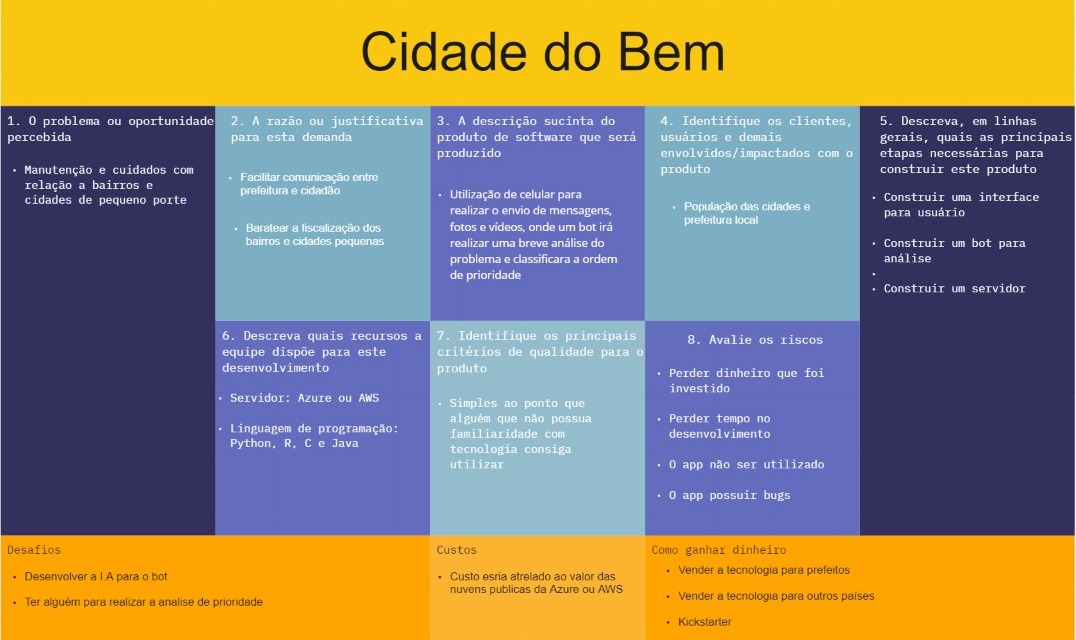 Cidade do Bem
1. O problema ou oportunidade
percebida
• Manutenção e cuidados com
relação a bairros e
cidades de pequeno porte
2. A razão ou justificativa
para esta demanda
• Facilitar comunicação entre
prefeitura e cidadão
• Baratear a fiscalização dos
bairros e cidades pequenas
3. A descrição sucinta do
produto de software que será
produzido
• Utilização de celular para
realizar o envio de mensagens,
fotos e vídeos, onde um bot irá
realizar uma breve análise do
problema e classificara a ordem
de prioridade
4. Identifique os clientes,
usuários e demais
envolvidos/impactados com o
produto
• População das cidades e
prefeitura local
5. Descreva, em linhas
gerais, quais as principais
etapas necessárias para
construir este produto
• Construir uma interface
para usuário
• Construir um bot para
análise
•
• Construir um servidor
6. Descreva quais recursos a
equipe dispõe para este
desenvolvimento
• Servidor: Azure ou AWS
• Linguagem de programação:
Python, R, C e Java
7. Identifique os principais
critérios de qualidade para o
produto
• Simples ao ponto que
alguém que não possua
familiaridade com
tecnologia consiga
utilizar
8. Avalie os riscos
• Perder dinheiro que foi
investido
• Perder tempo no
desenvolvimento
• O app não ser utilizado
• O app possuir bugs
Desafios
• Desenvolver a I.A para o bot
• Ter alguém para realizar a analise de prioridade
Custos
• Custo esria atrelado ao valor das
nuvens publicas da Azure ou AWS
Como ganhar dinheiro
• Vender a tecnologia para prefeitos
• Vender a tecnologia para outros países
• Kickstarter